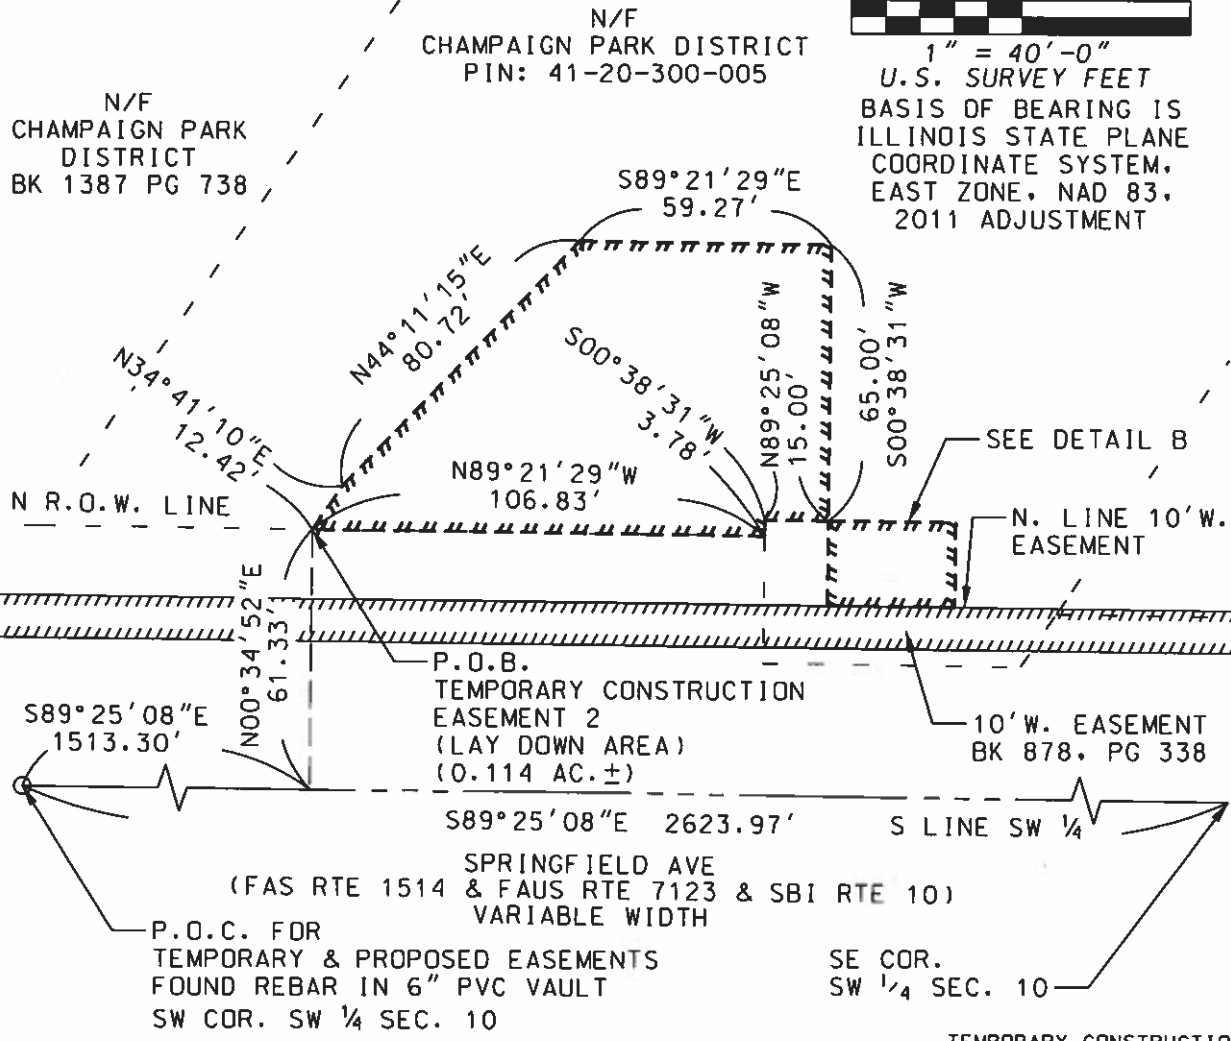 N/F
CHAMPAIGN PARK DISTRICT
PIN: 41-20-300-005
1" = 40'-0"
U.S. SURVEY FEET
BASIS OF BEARING IS
ILLINOIS STATE PLANE
COORDINATE SYSTEM,
EAST ZONE, NAD 83,
2011 ADJUSTMENT
N/F
CHAMPAIGN PARK
DISTRICT
BK 1387 PG 738
S89°21'29"E
59.27'
N44°11'15"E
80.72'
N34°41'10"E
12.42'
S00°38'31"W
3.78'
N89°25'08"W
15.00'
65.00'
S00°38'31"W
N89°21'29"W
106.83'
SEE DETAIL B
N R.O.W. LINE
N. LINE 10'W.
EASEMENT
N00°34'52"E
61.33'
P.O.B.
TEMPORARY CONSTRUCTION
EASEMENT 2
(LAY DOWN AREA)
(0.114 AC.±)
S89°25'08"E
1513.30'
10'W. EASEMENT
BK 878, PG 338
S89°25'08"E 2623.97'
S LINE SW 1/4
SPRINGFIELD AVE
(FAS RTE 1514 & FAUS RTE 7123 & SBI RTE 10)
VARIABLE WIDTH
P.O.C. FOR
TEMPORARY & PROPOSED EASEMENTS
FOUND REBAR IN 6" PVC VAULT
SW COR. SW 1/4 SEC. 10
SE COR.
SW 1/4 SEC. 10